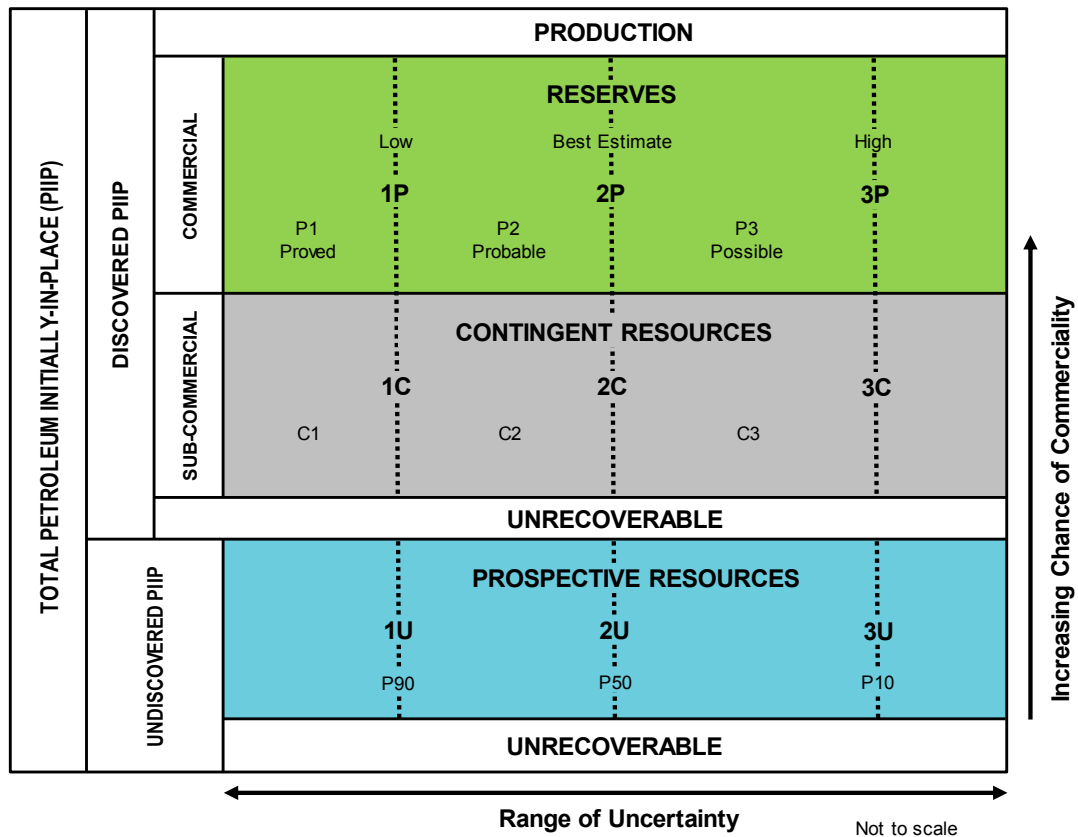 TOTAL PETROLEUM INITIALLY-IN-PLACE (PIIP)
DISCOVERED PIIP
UNDISCOVERED PIIP
COMMERCIAL
SUB-COMMERCIAL
PRODUCTION
RESERVES
Low Best Estimate High
1P 2P 3P
P1 P2 P3
Proved Probable Possible
CONTINGENT RESOURCES
1C 2C 3C
C1 C2 C3
UNRECOVERABLE
PROSPECTIVE RESOURCES
1U 2U 3U
P90 P50 P10
UNRECOVERABLE
Increasing Chance of Commerciality
Range of Uncertainty
Not to scale